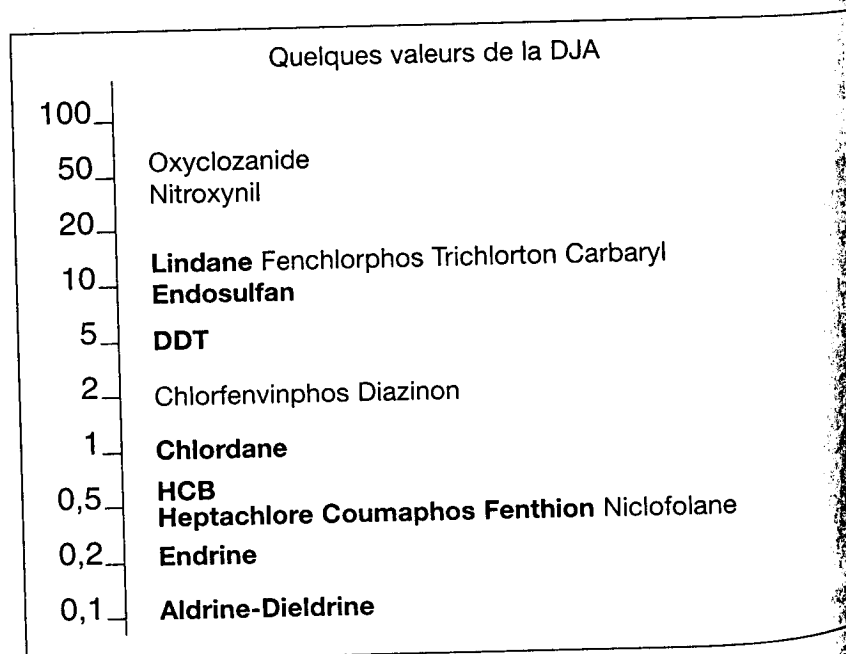 Quelques valeurs de la DJA
100
50 Oxyclozanide
Nitroxynil
20
Lindane Fenchlorphos Trichlorton Carbaryl
10 Endosulfan
5 DDT
2 Chlorfenvinphos Diazinon
1 Chlordane
HCB
0,5 Heptachlore Coumaphos Fenthion Niclofolane
0,2 Endrine
0,1 Aldrine-Dieldrine